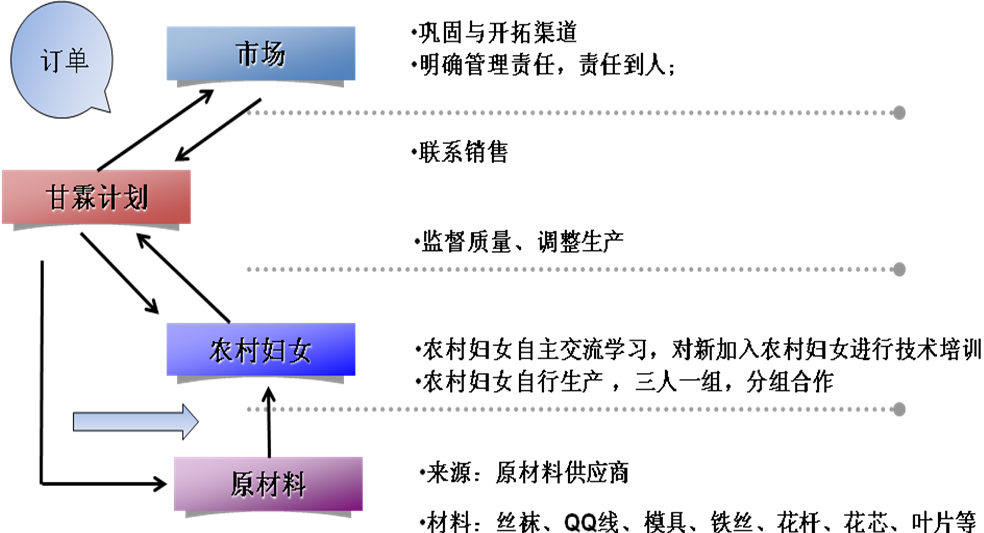 订单
市场
•巩固与开拓渠道
•明确管理责任，责任到人；
•联系销售
甘霖计划
•监督质量、调整生产
农村妇女
•农村妇女自主交流学习，对新加入农村妇女进行技术培训
•农村妇女自行生产 ，三人一组，分组合作
原材料
•来源：原材料供应商
•材料：丝袜、QQ线、模具、铁丝、花杆、花芯、叶片等